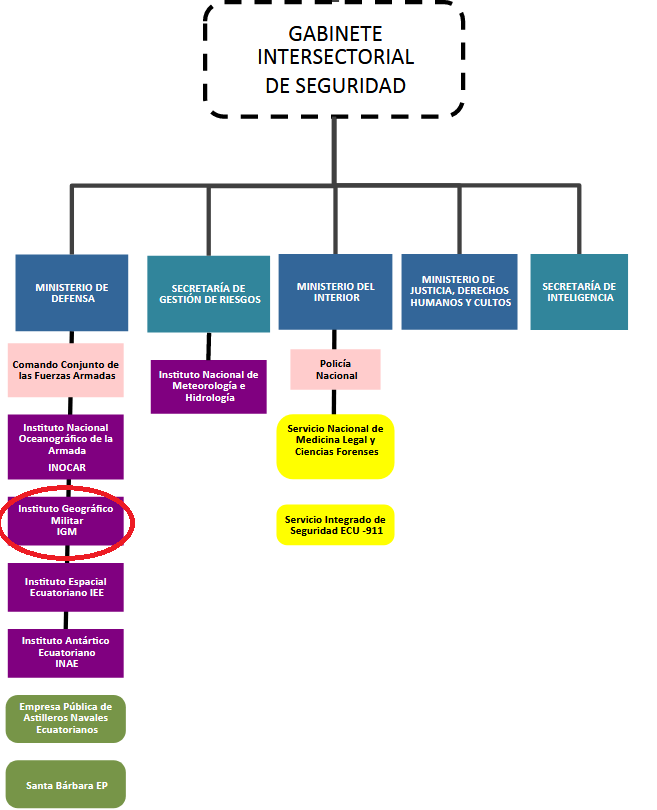 GABINETE
INTERSECTORIAL
DE SEGURIDAD
MINISTERIO DE
DEFENSA
SECRETARÍA DE
GESTIÓN DE RIESGOS
MINISTERIO DEL
INTERIOR
MINISTERIO DE
JUSTICIA, DERECHOS
HUMANOS Y CULTOS
SECRETARÍA DE
INTELIGENCIA
Comando Conjunto de
las Fuerzas Armadas
Instituto Nacional de
Meteorología e
Hidrología
Policía
Nacional
Instituto Nacional
Oceanográfico de la
Armada
INOCAR
Servicio Nacional de
Medicina Legal y
Ciencias Forenses
Instituto Geográfico
Militar
IGM
Servicio Integrado de
Seguridad ECU -911
Instituto Espacial
Ecuatoriano IEE
Instituto Antártico
Ecuatoriano
INAE
Empresa Pública de
Astilleros Navales
Ecuatorianos
Santa Bárbara EP